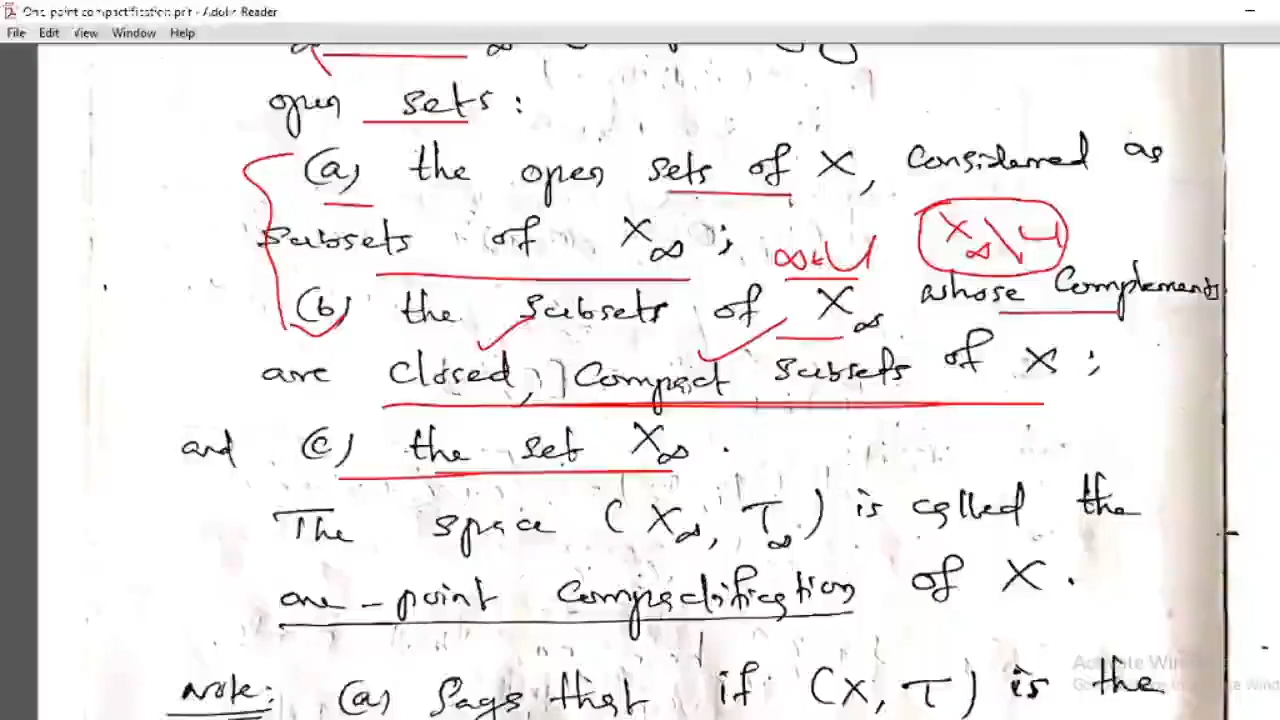 One point compactification.pdf - Adobe Reader
File Edit View Window Help
open sets:
(a) the open sets of X, Considered as
subsets of X∞ ;
∞∈U
X∞\U
(b) the subsets of X∞ whose Complements
are closed, Compact subsets of X ;
and (c) the set X∞ .
The space (X∞, τ∞) is called the
one-point Compactification of X.
Note: (a) Says that if (X, τ) is the